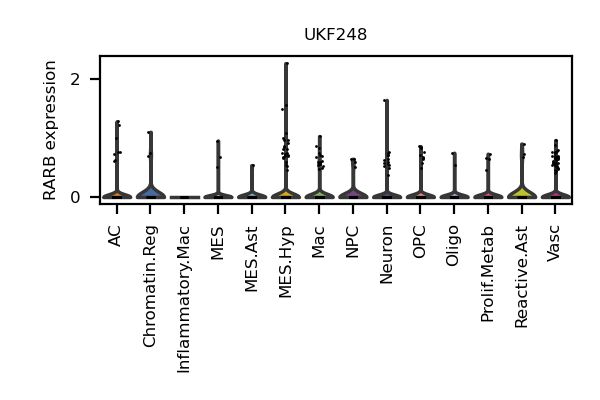 UKF248
RARB expression
2
0
AC
Chromatin.Reg
Inflammatory.Mac
MES
MES.Ast
MES.Hyp
Mac
NPC
Neuron
OPC
Oligo
Prolif.Metab
Reactive.Ast
Vasc